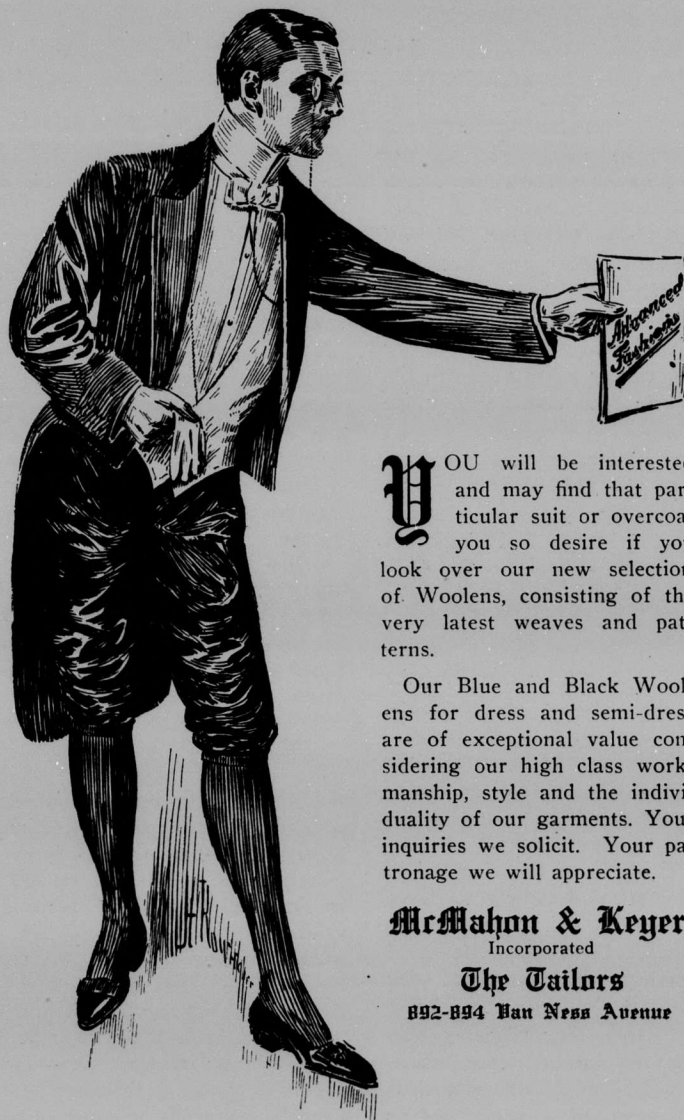 Advanced
Fashions
YOU will be interested
and may find that par
ticular suit or overcoa
you so desire if you
look over our new selection
of Woolens, consisting of th
very latest weaves and pat
terns.
Our Blue and Black Wool
ens for dress and semi-dres
are of exceptional value con
sidering our high class work
manship, style and the indivi
duality of our garments. You
inquiries we solicit. Your pa
tronage we will appreciate.
McMahon & Keyer
Incorporated
The Tailors
892-894 Van Ness Avenue